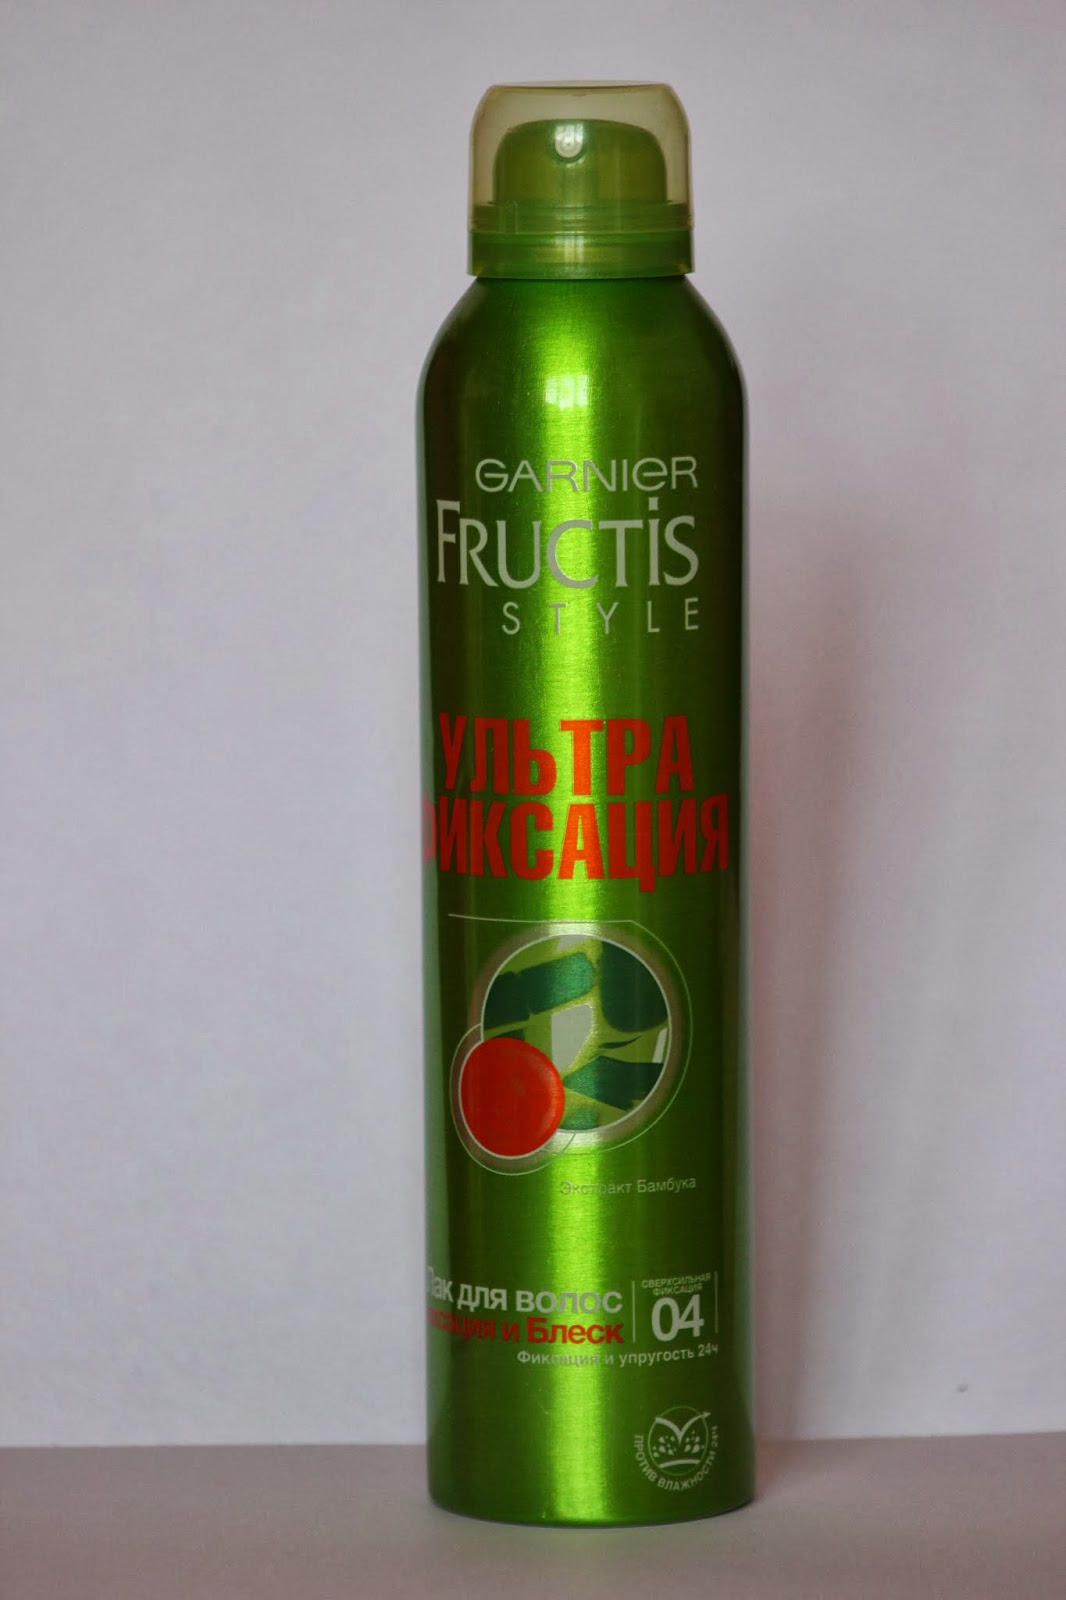 GARNIER
FRUCTIS
STYLE
УЛЬТРА
ФИКСАЦИЯ
Экстракт Бамбука
Лак для волос
Фиксация и Блеск
СВЕРХСИЛЬНАЯ
ФИКСАЦИЯ
04
Фиксация и упругость 24ч
ПРОТИВ ВЛАЖНОСТИ 24Ч